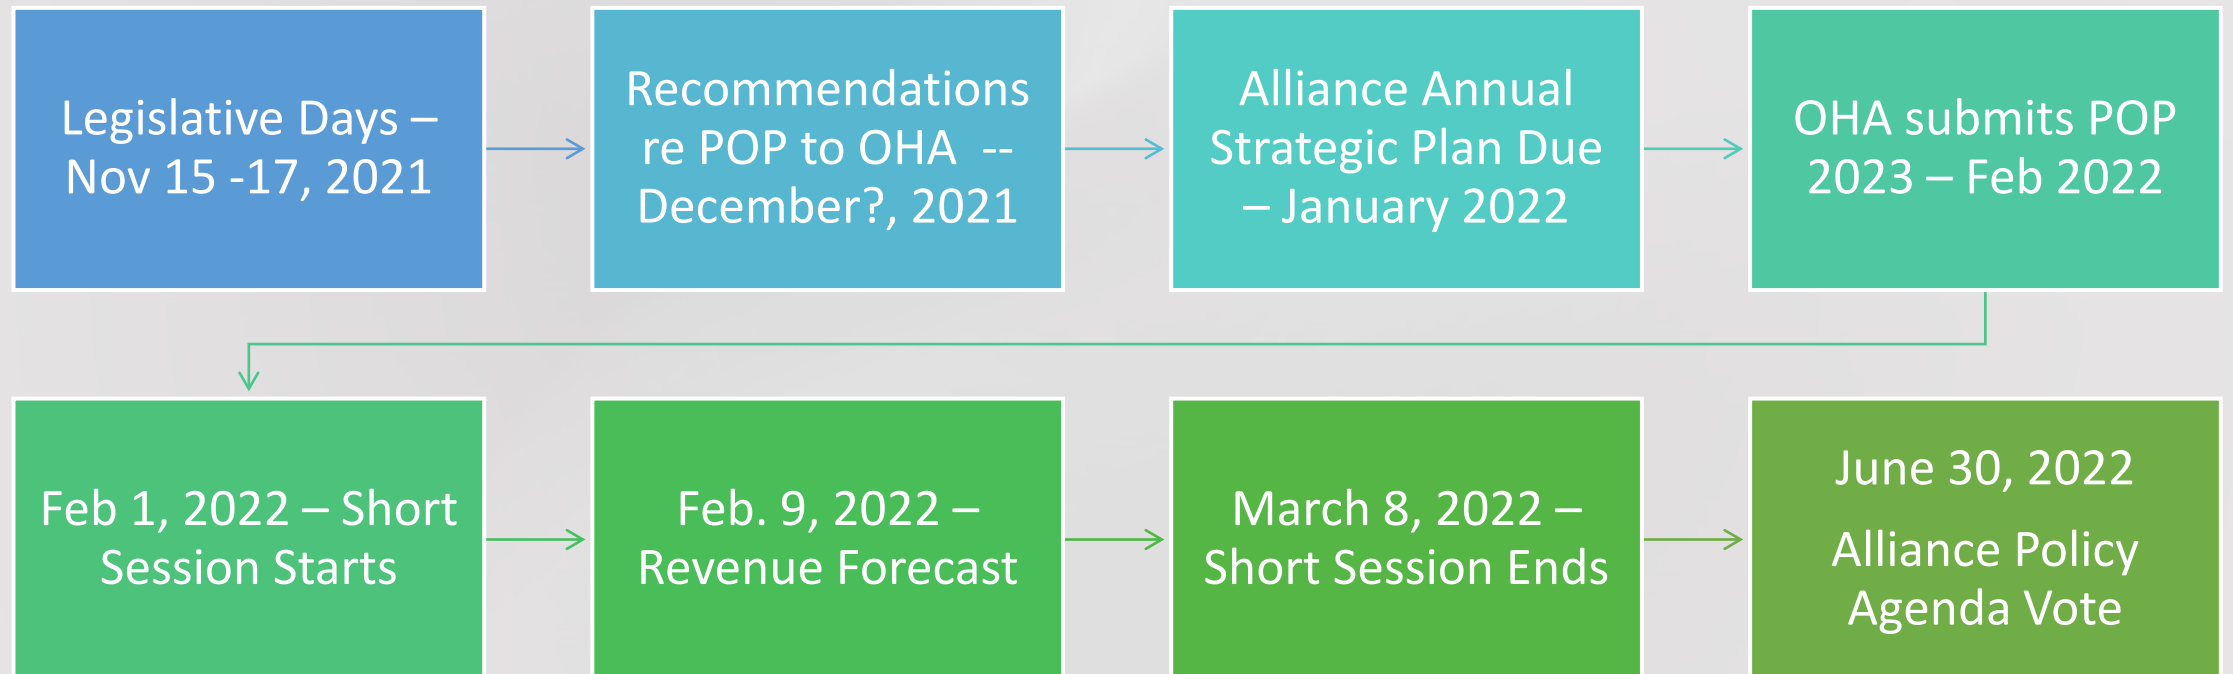 Legislative Days –
Nov 15 -17, 2021
Recommendations
re POP to OHA  --
December?, 2021
Alliance Annual
Strategic Plan Due
– January 2022
OHA submits POP
2023 – Feb 2022
Feb 1, 2022 – Short
Session Starts
Feb. 9, 2022 –
Revenue Forecast
March 8, 2022 –
Short Session Ends
June 30, 2022
Alliance Policy
Agenda Vote